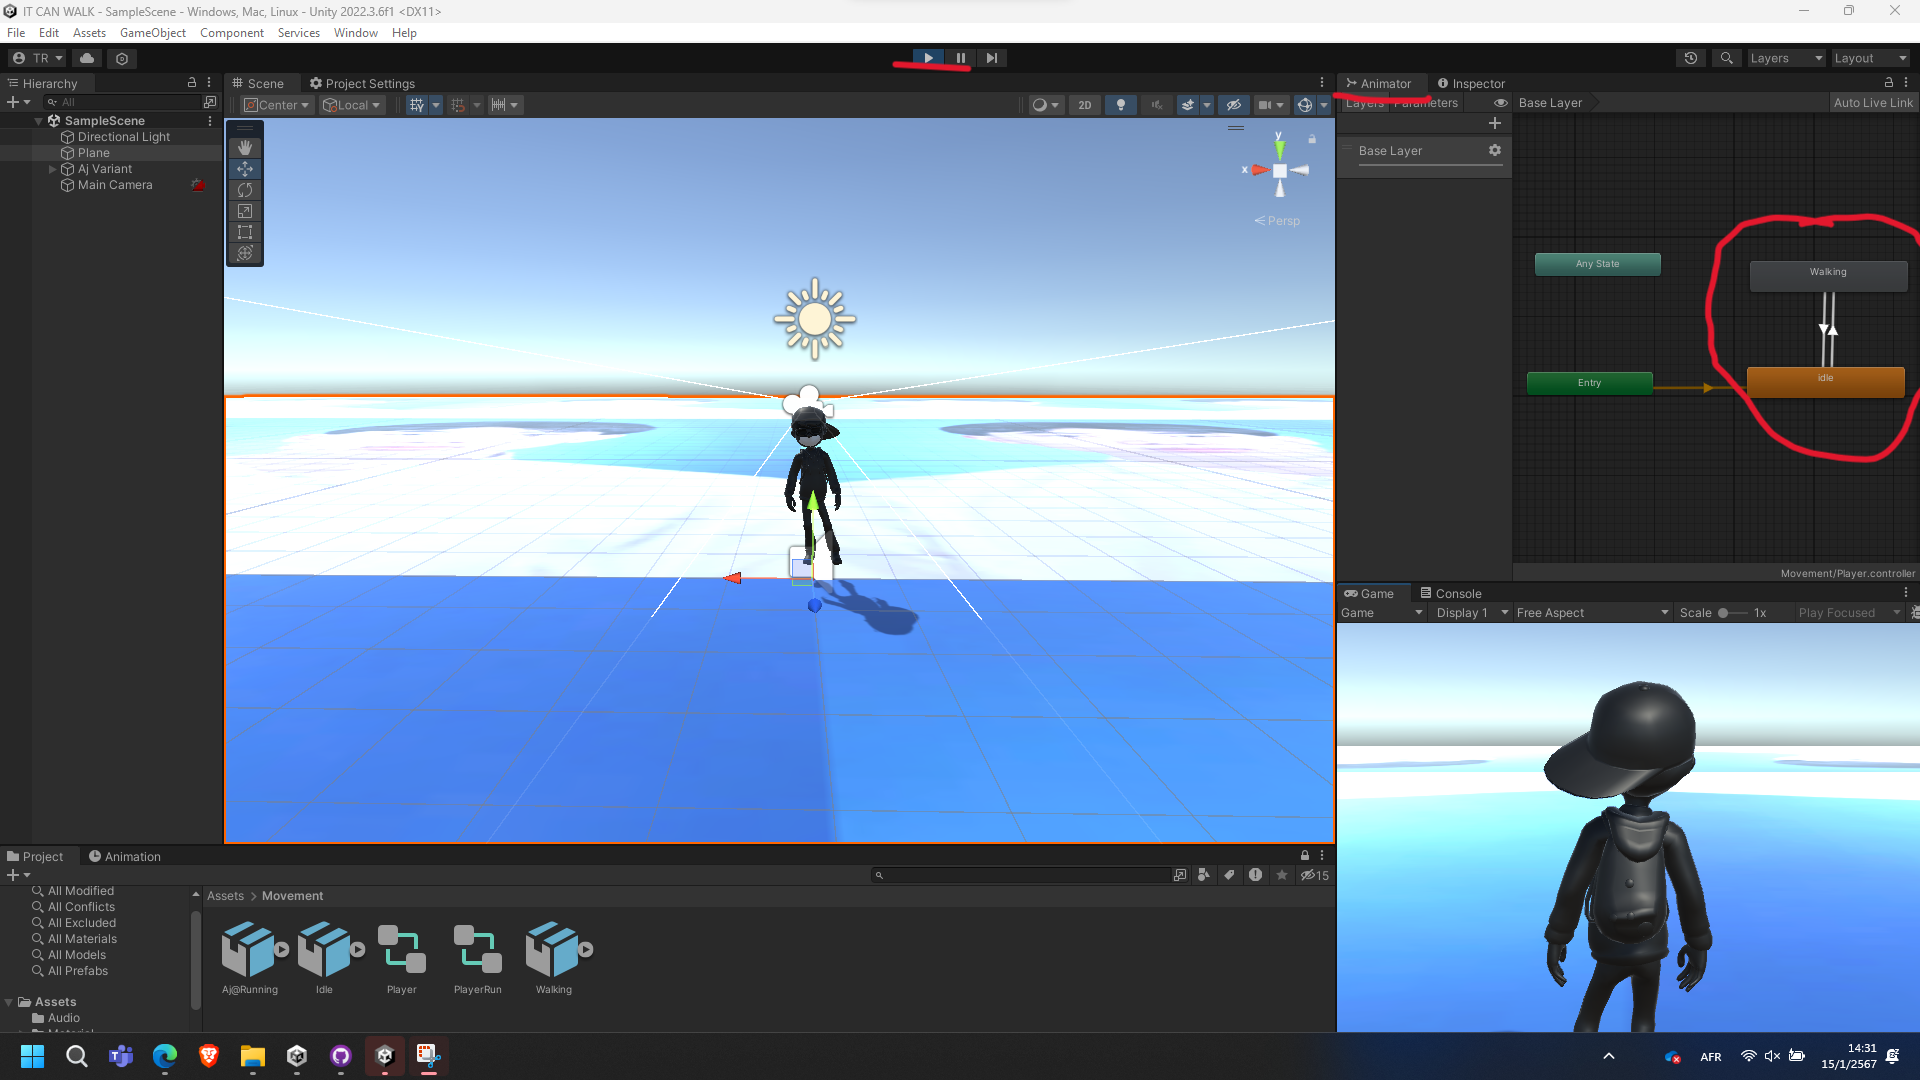 IT CAN WALK - SampleScene - Windows, Mac, Linux - Unity 2022.3.6f1 <DX11>
File Edit Assets GameObject Component Services Window Help
TR
Layers Layout
Hierarchy
All
SampleScene
Directional Light
Plane
Aj Variant
Main Camera
Scene Project Settings
Center Local
2D
y
x
Persp
Animator Inspector
Layers Parameters
Base Layer
Auto Live Link
Base Layer
Any State
Walking
Entry
idle
Movement/Player.controller
Game Console
Game Display 1 Free Aspect Scale 1x Play Focused
Project Animation
15
All Modified
All Conflicts
All Excluded
All Materials
All Models
All Prefabs
Assets
Audio
Assets > Movement
Aj@Running
Idle
Player
PlayerRun
Walking
AFR
14:31
15/1/2567